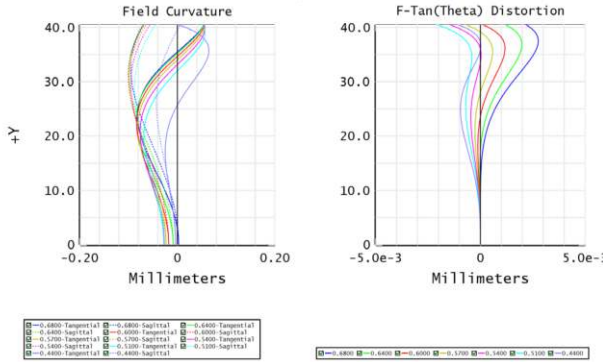 Field Curvature
F-Tan(Theta) Distortion
40.0
30.0
20.0
10.0
0
+Y
-0.20
0
0.20
Millimeters
40.0
30.0
20.0
10.0
0
-5.0e-3
0
5.0e-3
Millimeters
0.6800-Tangential 0.6800-Sagittal 0.6400-Tangential
0.6400-Sagittal 0.6000-Tangential 0.6000-Sagittal
0.5700-Tangential 0.5700-Sagittal 0.5400-Tangential
0.5400-Sagittal 0.5100-Tangential 0.5100-Sagittal
0.4400-Tangential 0.4400-Sagittal
0.6800 0.6400 0.6000 0.5700 0.5400 0.5100 0.4400